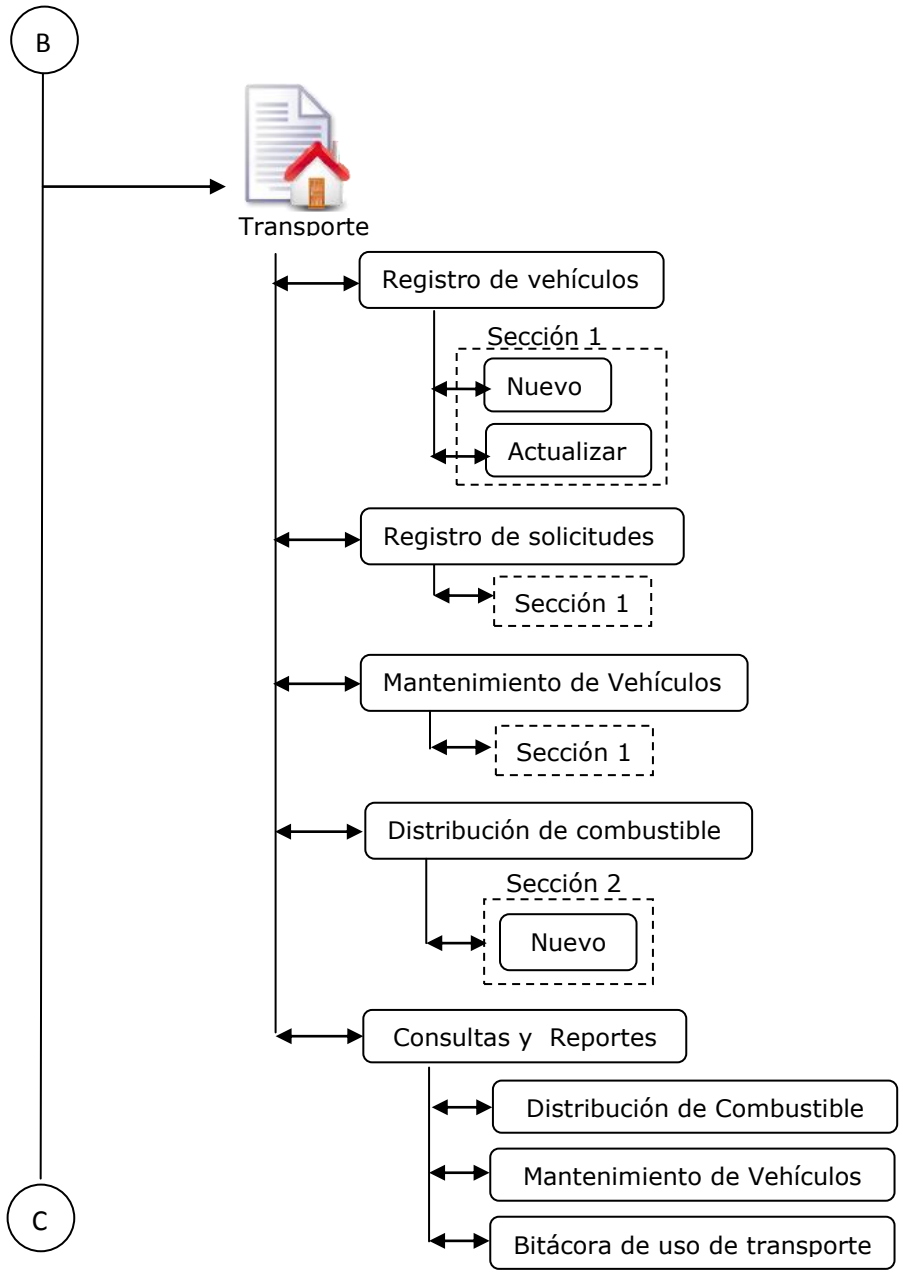 B
Transporte
Registro de vehículos
Sección 1
Nuevo
Actualizar
Registro de solicitudes
Sección 1
Mantenimiento de Vehículos
Sección 1
Distribución de combustible
Sección 2
Nuevo
Consultas y  Reportes
Distribución de Combustible
Mantenimiento de Vehículos
Bitácora de uso de transporte
C